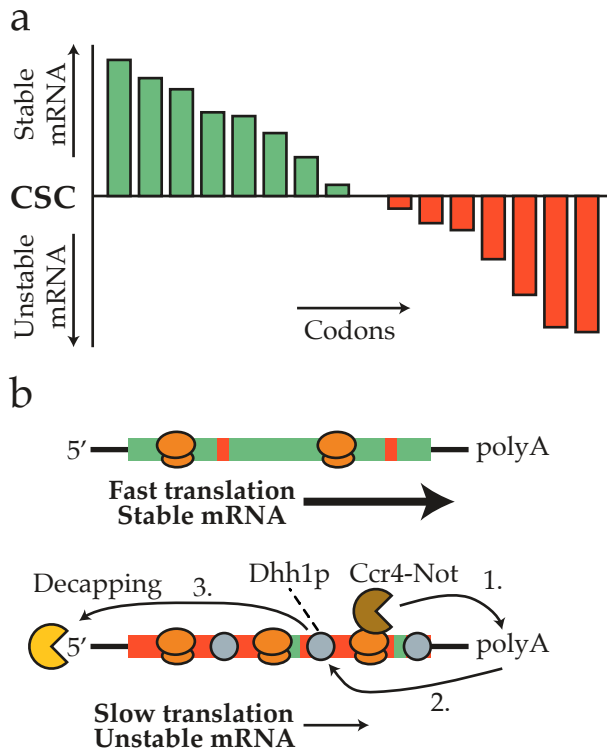 a
Stable
mRNA
CSC
Unstable
mRNA
Codons
b
5′
polyA
Fast translation
Stable mRNA
Decapping
3.
Dhh1p
Ccr4-Not
1.
5′
polyA
2.
Slow translation
Unstable mRNA